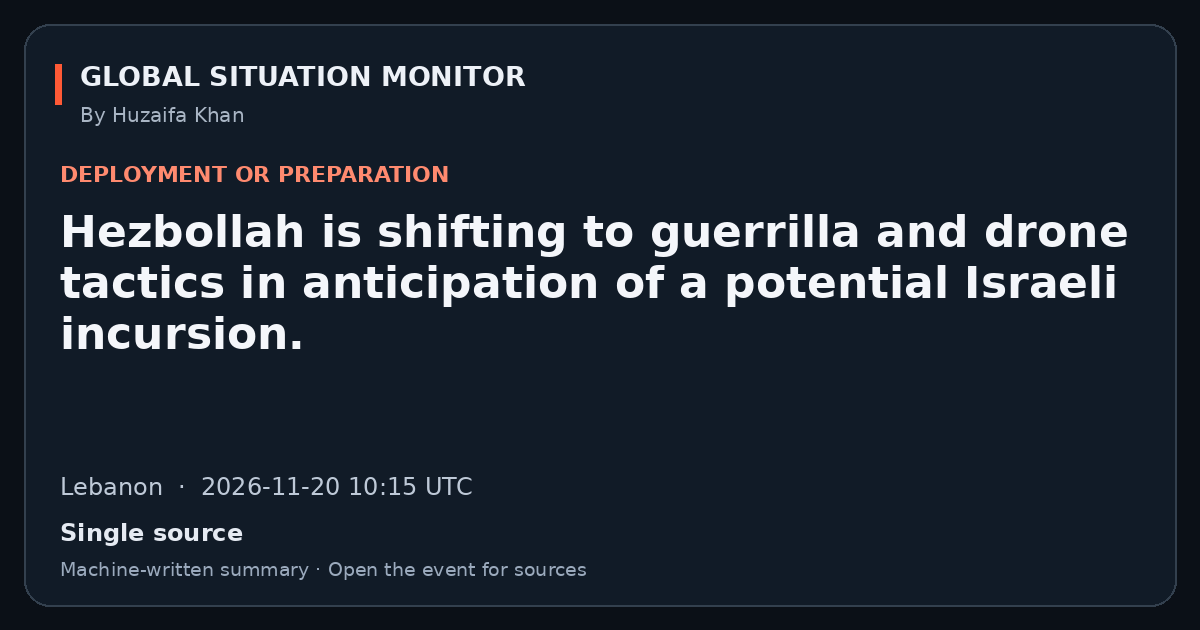 GLOBAL SITUATION MONITOR
By Huzaifa Khan
DEPLOYMENT OR PREPARATION
Hezbollah is shifting to guerrilla and drone
tactics in anticipation of a potential Israeli
incursion.
Lebanon · 2026-11-20 10:15 UTC
Single source
Machine-written summary · Open the event for sources